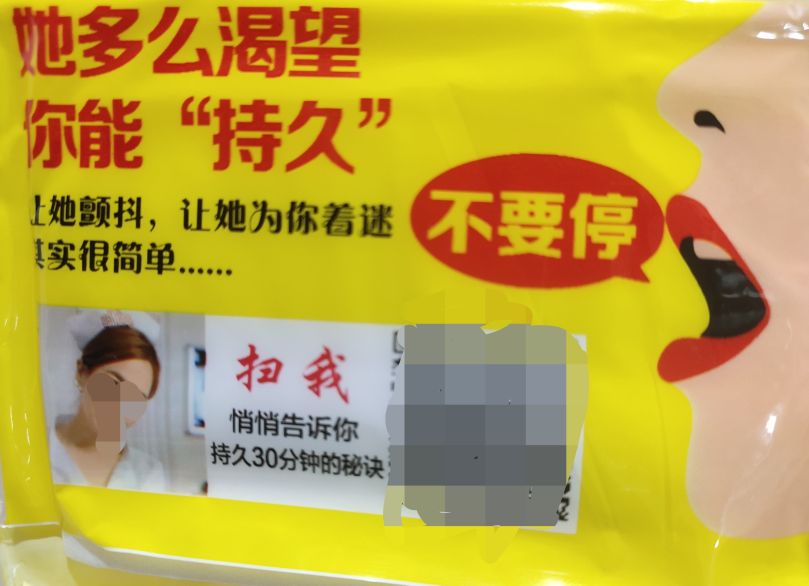 她多么渴望
你能“持久”
让她颤抖，让她为你着迷
其实很简单......
不要停
扫我
悄悄告诉你
持久30分钟的秘诀